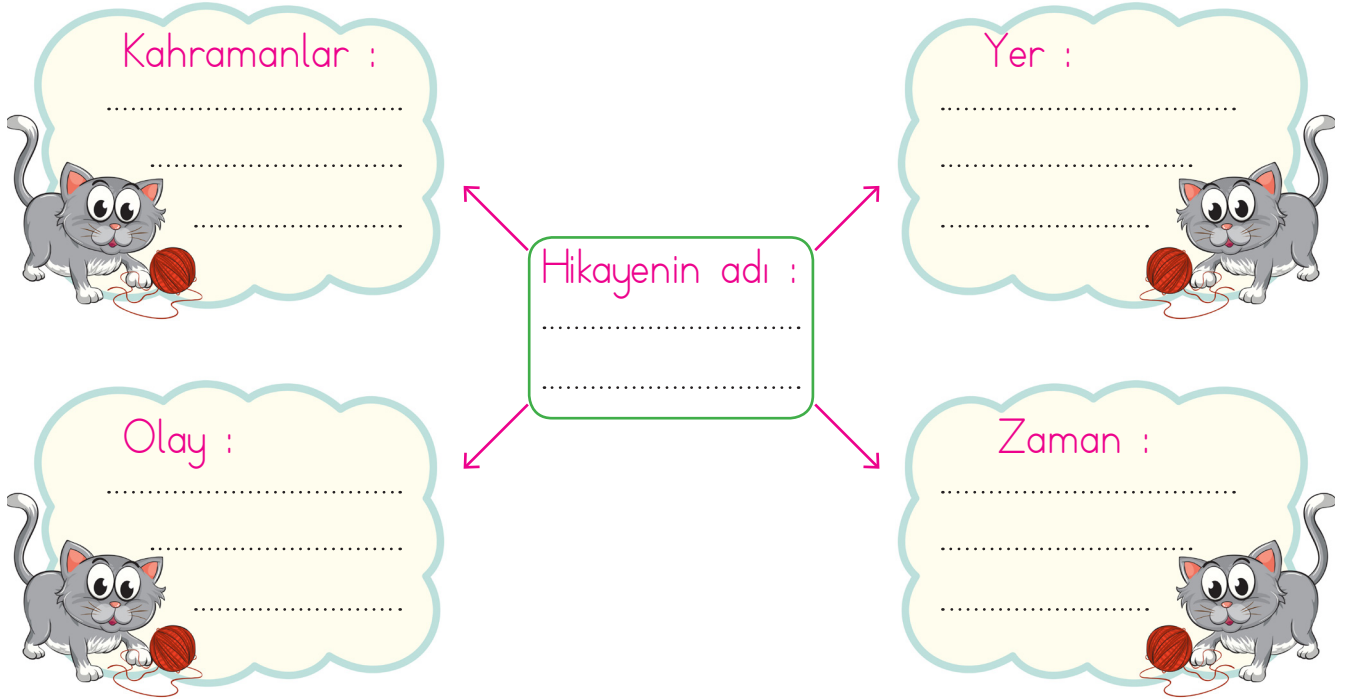 Kahramanlar :
Yer :
Hikayenin adı :
Olay :
Zaman :